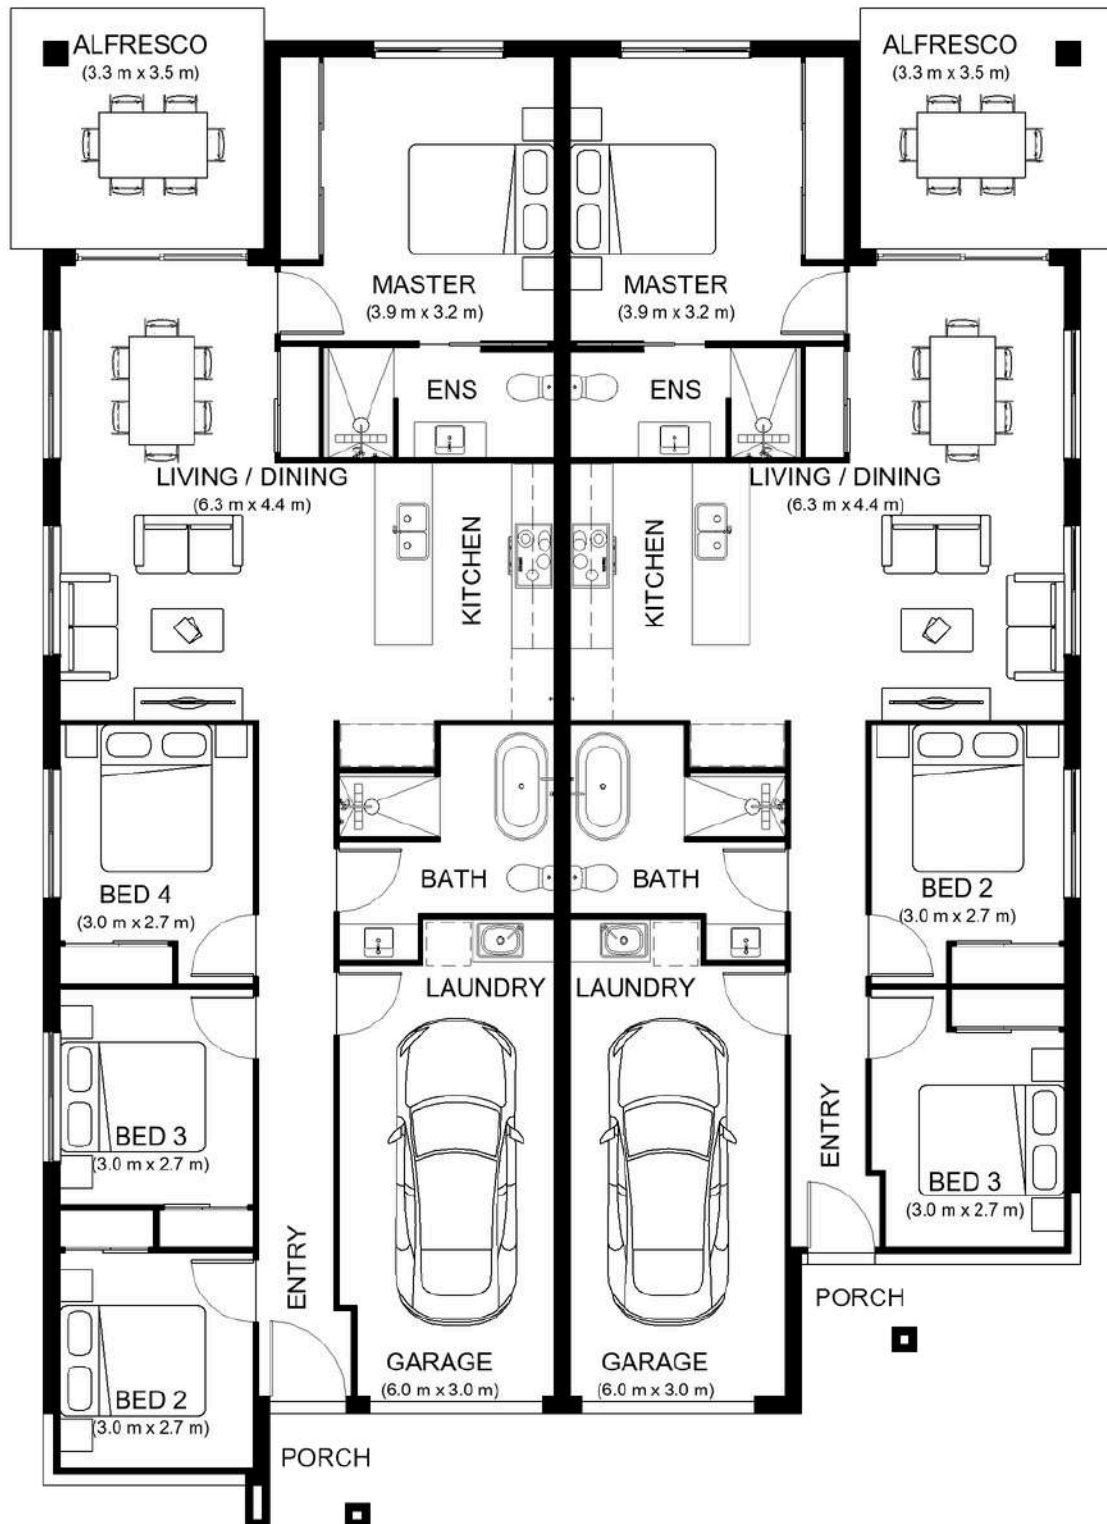 ALFRESCO
(3.3 m x 3.5 m)
ALFRESCO
(3.3 m x 3.5 m)
MASTER
(3.9 m x 3.2 m)
MASTER
(3.9 m x 3.2 m)
ENS
ENS
LIVING / DINING
(6.3 m x 4.4 m)
LIVING / DINING
(6.3 m x 4.4 m)
KITCHEN
KITCHEN
BED 4
(3.0 m x 2.7 m)
BATH
BATH
BED 2
(3.0 m x 2.7 m)
LAUNDRY
LAUNDRY
BED 3
(3.0 m x 2.7 m)
ENTRY
BED 3
(3.0 m x 2.7 m)
ENTRY
PORCH
GARAGE
(6.0 m x 3.0 m)
GARAGE
(6.0 m x 3.0 m)
BED 2
(3.0 m x 2.7 m)
PORCH